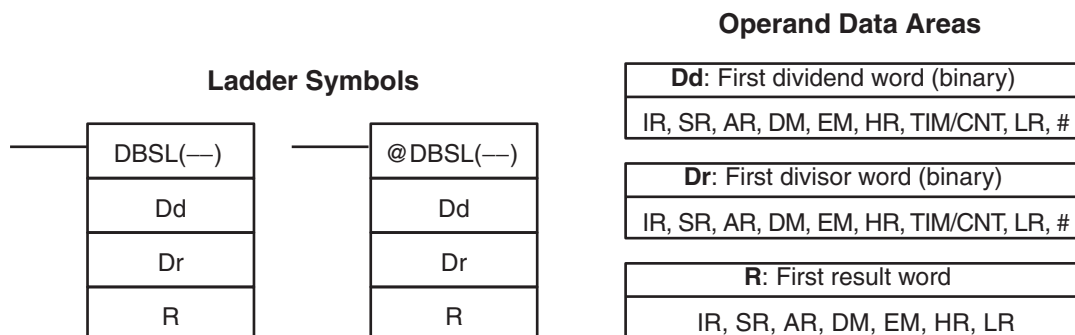 Ladder Symbols
DBSL(––)
Dd
Dr
R
@DBSL(––)
Dd
Dr
R
Operand Data Areas
Dd: First dividend word (binary)
IR, SR, AR, DM, EM, HR, TIM/CNT, LR, #
Dr: First divisor word (binary)
IR, SR, AR, DM, EM, HR, TIM/CNT, LR, #
R: First result word
IR, SR, AR, DM, EM, HR, LR